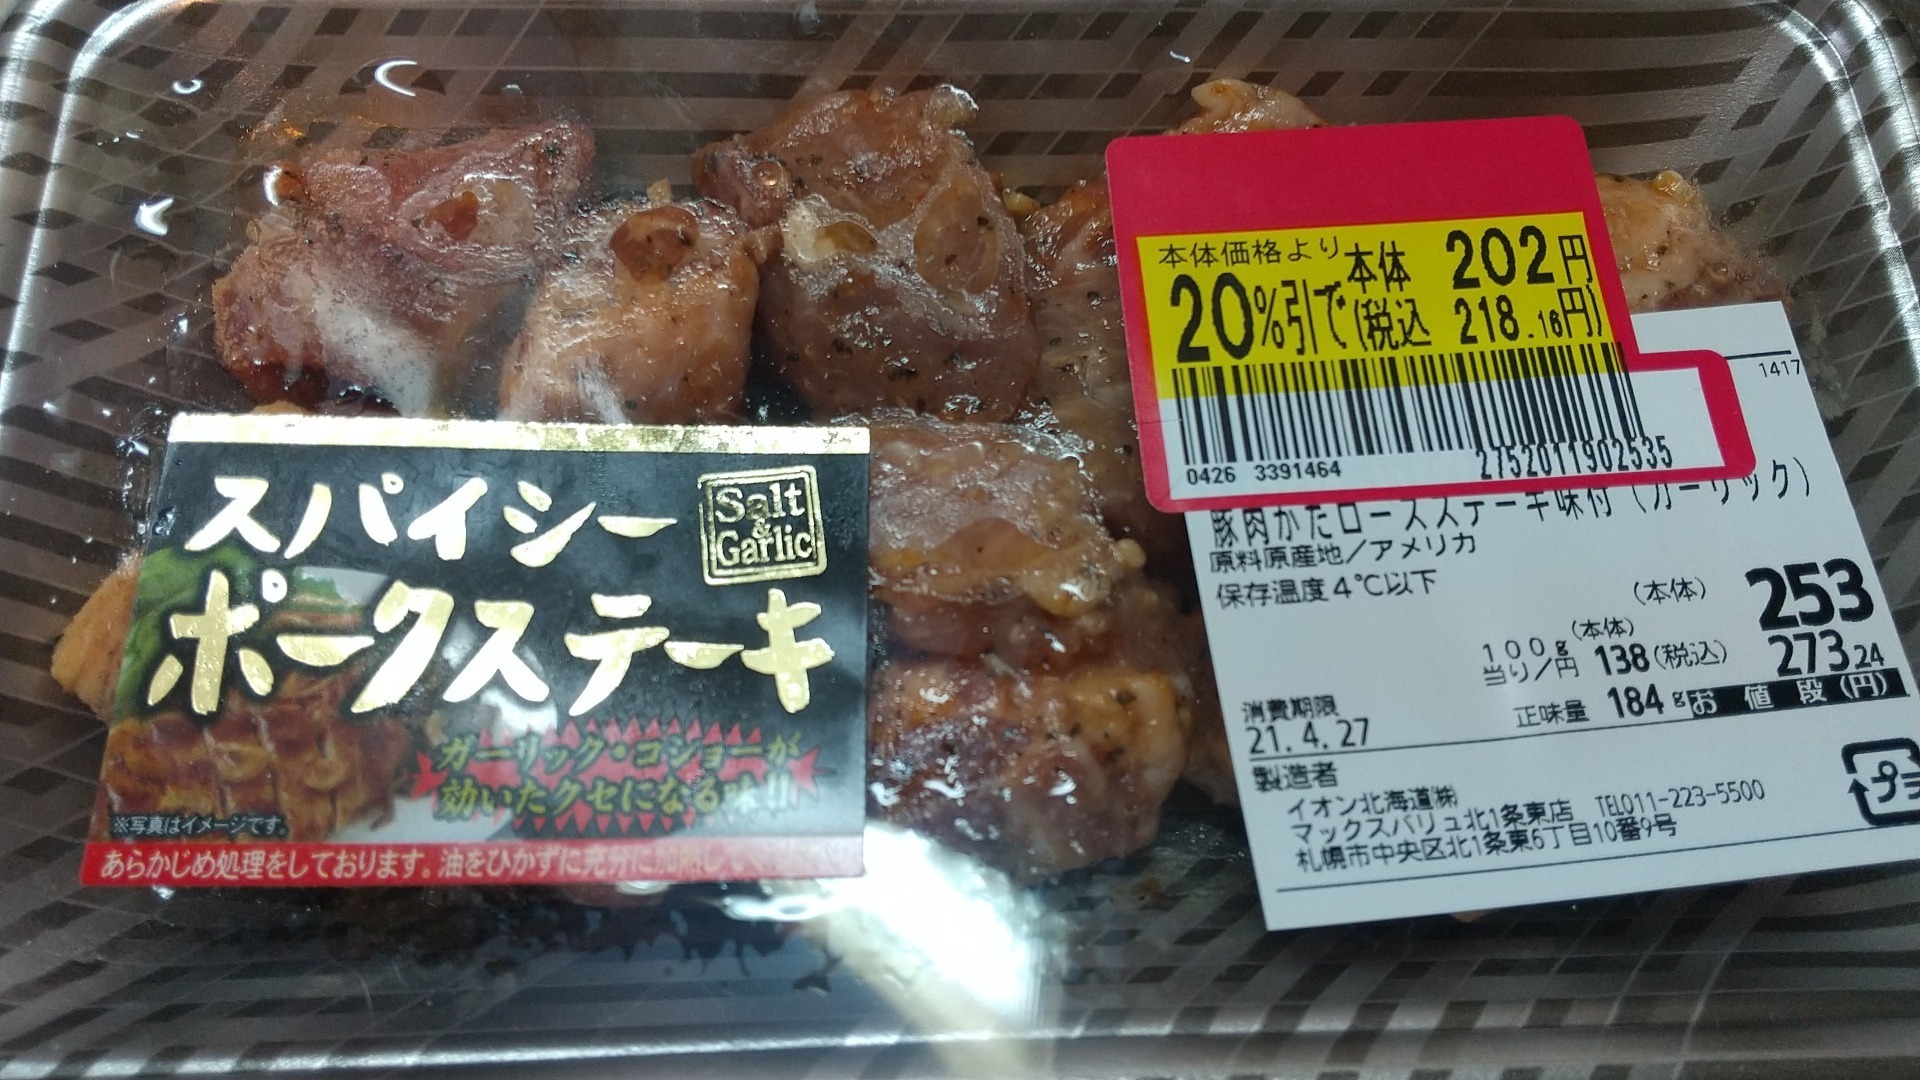 スパイシー
ポークステーキ
Salt
&
Garlic
ガーリック・コショーが
効いたクセになる味!!
※写真はイメージです。
あらかじめ処理をしております。油をひかずに充分に加熱し
本体価格より
20%引で
本体 202円
(税込 218.16円)
0426 3391464
2752011902535
1417
豚肉かたロースステーキ味付(ガーリック)
原料原産地/アメリカ
保存温度4℃以下
(本体) 253
100g当り/円 (本体) 138(税込) 273.24
消費期限
21.4.27
正味量 184g お値段(円)
製造者
イオン北海道㈱
マックスバリュ北1条東店 TEL011-223-5500
札幌市中央区北1条東6丁目10番9号
プラ